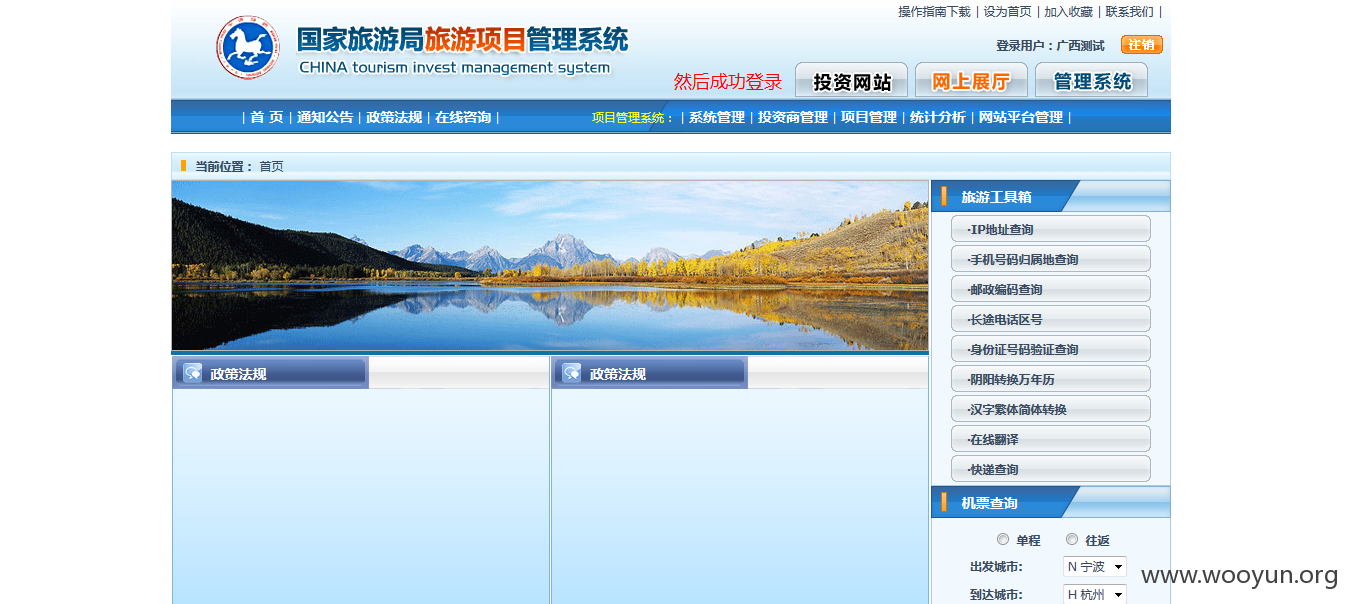 操作指南下载 | 设为首页 | 加入收藏 | 联系我们 |
国家旅游局旅游项目管理系统
CHINA tourism invest management system
登录用户：广西测试 注销
然后成功登录 投资网站 网上展厅 管理系统
| 首 页 | 通知公告 | 政策法规 | 在线咨询 | 项目管理系统： | 系统管理 | 投资商管理 | 项目管理 | 统计分析 | 网站平台管理 |
当前位置： 首页
旅游工具箱
·IP地址查询
·手机号码归属地查询
·邮政编码查询
·长途电话区号
·身份证号码验证查询
·阴阳转换万年历
·汉字繁体简体转换
·在线翻译
·快递查询
政策法规 政策法规
机票查询
单程 往返
出发城市: N 宁波
到达城市: H 杭州
www.wooyun.org